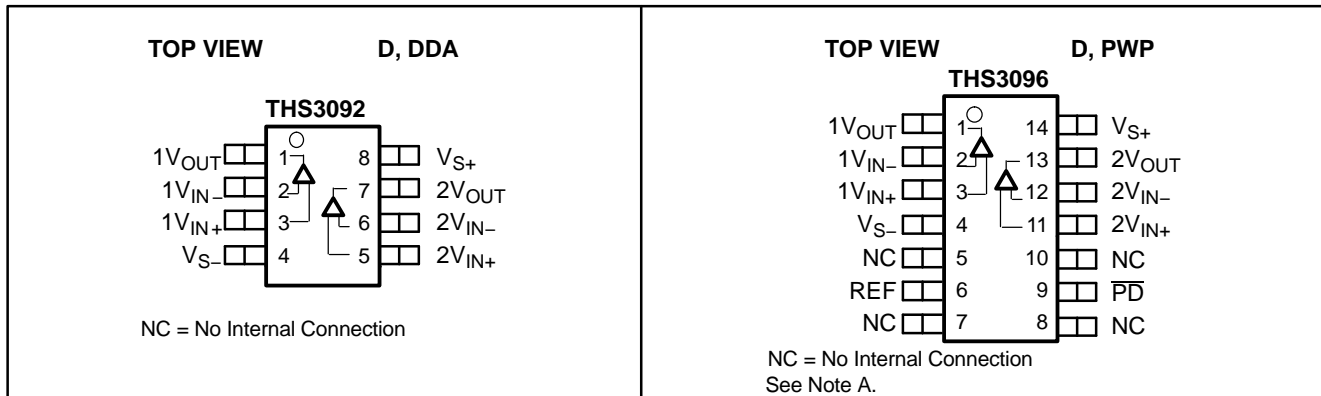 TOP VIEW D, DDA
THS3092
1VOUT 1 8 VS+
1VIN− 2 7 2VOUT
1VIN+ 3 6 2VIN−
VS− 4 5 2VIN+
NC = No Internal Connection
TOP VIEW D, PWP
THS3096
1VOUT 1 14 VS+
1VIN− 2 13 2VOUT
1VIN+ 3 12 2VIN−
VS− 4 11 2VIN+
NC 5 10 NC
REF 6 9 P̅D̅
NC 7 8 NC
NC = No Internal Connection
See Note A.